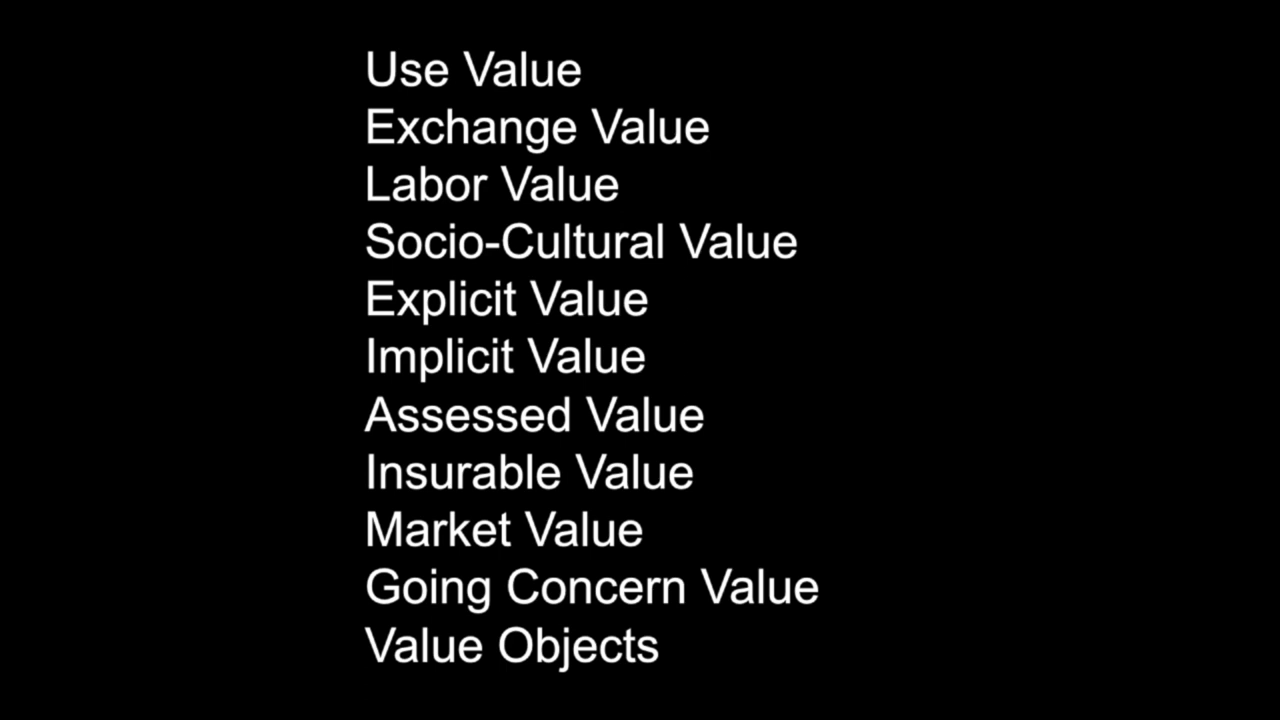 Use Value
Exchange Value
Labor Value
Socio-Cultural Value
Explicit Value
Implicit Value
Assessed Value
Insurable Value
Market Value
Going Concern Value
Value Objects